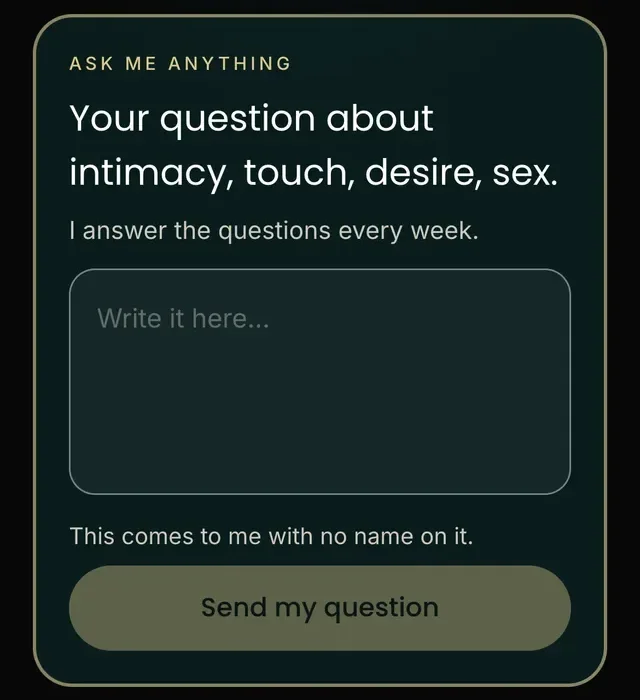 ASK ME ANYTHING
Your question about
intimacy, touch, desire, sex.
I answer the questions every week.
Write it here...
This comes to me with no name on it.
Send my question